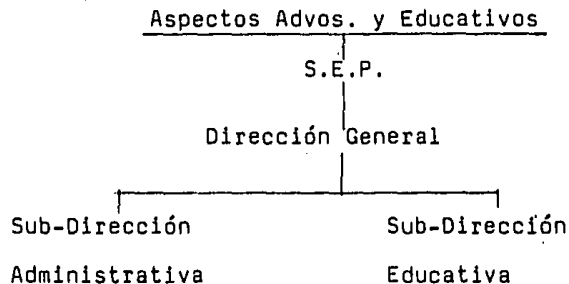 Aspectos Advos. y Educativos
S.E.P.
Dirección General
Sub-Dirección Sub-Dirección
Administrativa Educativa